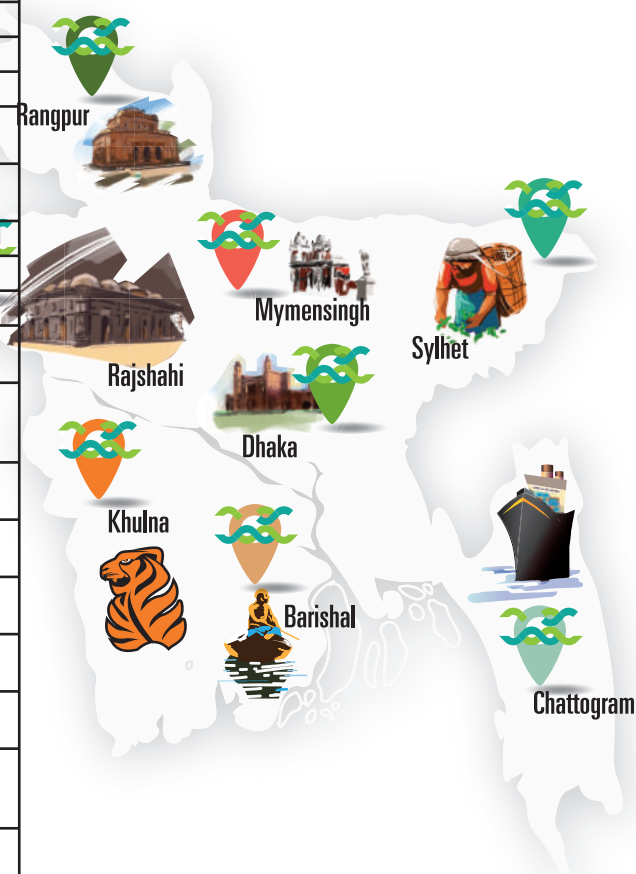 Rangpur
Mymensingh
Sylhet
Rajshahi
Dhaka
Khulna
Barishal
Chattogram